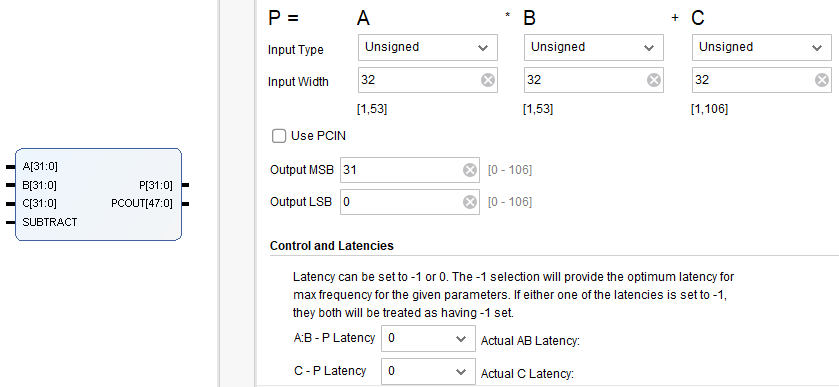 P = A * B + C
Input Type Unsigned Unsigned Unsigned
Input Width 32 32 32
[1,53] [1,53] [1,106]
Use PCIN
Output MSB 31 [0 - 106]
Output LSB 0 [0 - 106]
A[31:0]
B[31:0] P[31:0]
C[31:0] PCOUT[47:0]
SUBTRACT
Control and Latencies
Latency can be set to -1 or 0. The -1 selection will provide the optimum latency for
max frequency for the given parameters. If either one of the latencies is set to -1,
they both will be treated as having -1 set.
A:B - P Latency 0 Actual AB Latency:
C - P Latency 0 Actual C Latency: